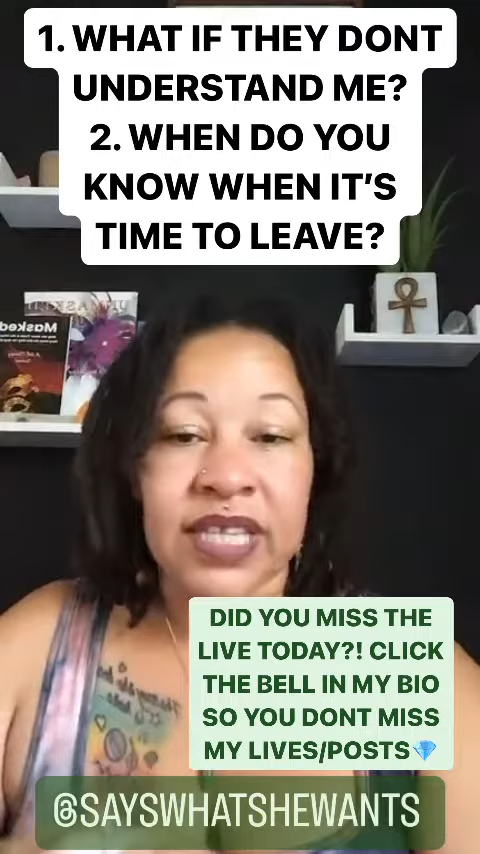 1. WHAT IF THEY DONT
UNDERSTAND ME?
2. WHEN DO YOU
KNOW WHEN IT'S
TIME TO LEAVE?
Masked
DID YOU MISS THE
LIVE TODAY?! CLICK
THE BELL IN MY BIO
SO YOU DONT MISS
MY LIVES/POSTS💎
@SAYSWHATSHEWANTS